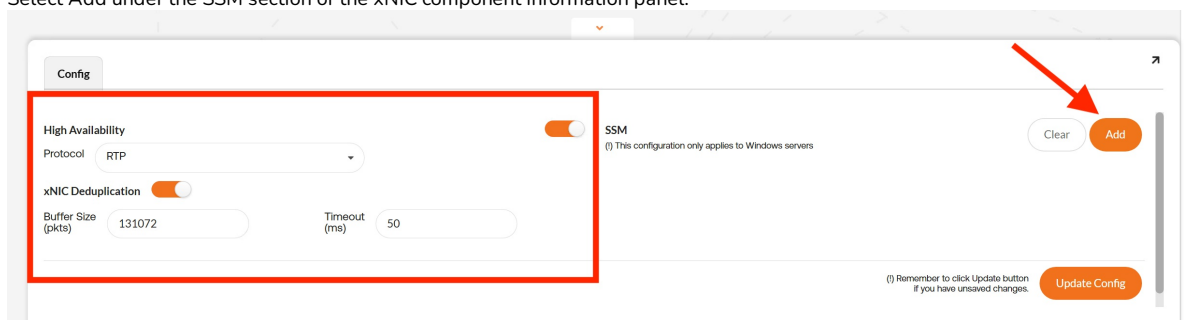 Select Add under the SSM section of the xNIC component information panel.
Config
High Availability
Protocol RTP
xNIC Deduplication
Buffer Size (pkts) 131072 Timeout (ms) 50
SSM
(!) This configuration only applies to Windows servers
Clear Add
(!) Remember to click Update button
if you have unsaved changes.
Update Config